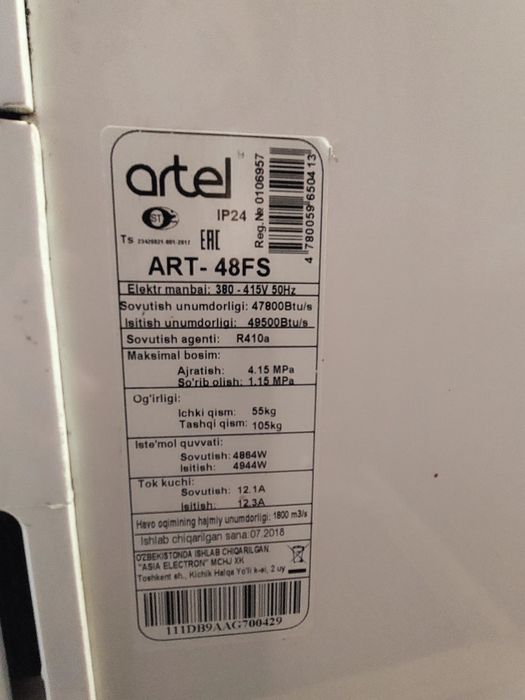 artel
IP24
Reg.№ 0106957
4 780059 650413
Ts 23429821-001-2017
EAC
ART- 48FS
Elektr manbai: 380 - 415V 50Hz
Sovutish unumdorligi: 47800Btu/s
Isitish unumdorligi: 49500Btu/s
Sovutish agenti: R410a
Maksimal bosim:
Ajratish: 4.15 MPa
So'rib olish: 1.15 MPa
Og'irligi:
Ichki qism: 55kg
Tashqi qism: 105kg
Iste'mol quvvati:
Sovutish: 4864W
Isitish: 4944W
Tok kuchi:
Sovutish: 12.1A
Isitish: 12.3A
Havo oqimining hajmiy unumdorligi: 1800 m3/s
Ishlab chiqarilgan sana:07.2018
O'ZBEKISTONDA ISHLAB CHIQARILGAN
"ASIA ELECTRON" MCHJ XK
Toshkent sh., Kichik Halqa Yo'li k-si, 2 uy
111DB9AAG700429